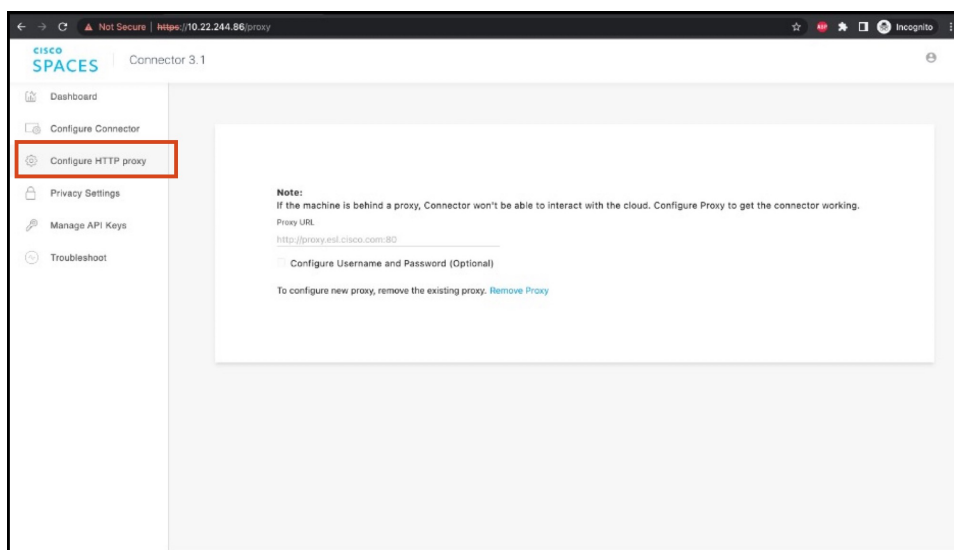 Not Secure | https://10.22.244.86/proxy
Incognito
CISCO
SPACES
Connector 3.1
Dashboard
Configure Connector
Configure HTTP proxy
Privacy Settings
Manage API Keys
Troubleshoot
Note:
If the machine is behind a proxy, Connector won't be able to interact with the cloud. Configure Proxy to get the connector working.
Proxy URL
http://proxy.esl.cisco.com:80
Configure Username and Password (Optional)
To configure new proxy, remove the existing proxy. Remove Proxy